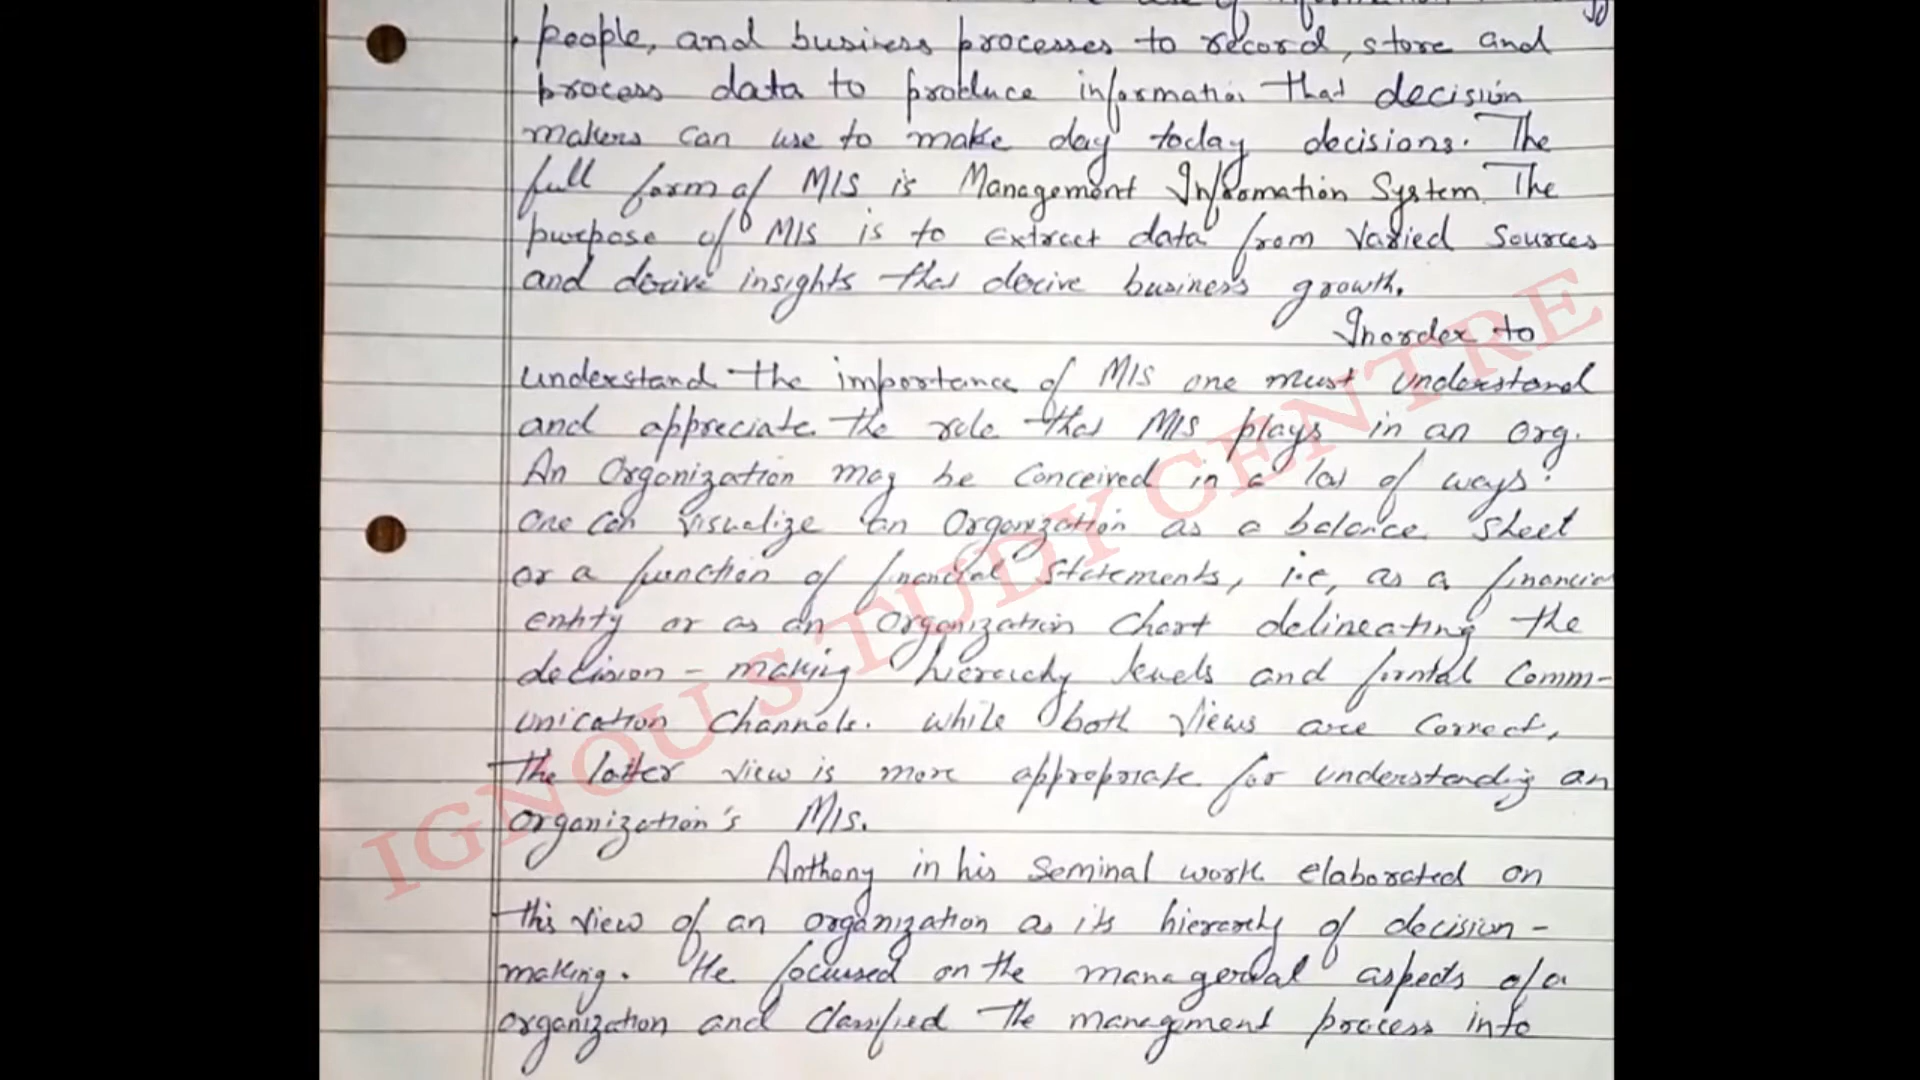 use of information
people, and business processes to record, store and
process data to produce information that decision
makers can use to make day today decisions. The
full form of MIS is Management Information System. The
purpose of MIS is to extract data from varied sources
and derive insights that derive business growth.
Inorder to
understand the importance of MIS one must understand
and appreciate the role that MIS plays in an org.
An Organization may be conceived in a lot of ways.
One can visualize an Organization as a balance sheet
or a function of financial statements, i.e, as a financial
entity or as an organization chart delineating the
decision - making hierarchy levels and formal Comm-
unication Channels. While both views are correct,
the latter view is more appropriate for understanding an
organization's MIS.
Anthony in his seminal work elaborated on
this view of an organization as its hierarchy of decision -
making. He focused on the managerial aspects of a
organization and classified the management process into
IGNOU STUDY CENTRE